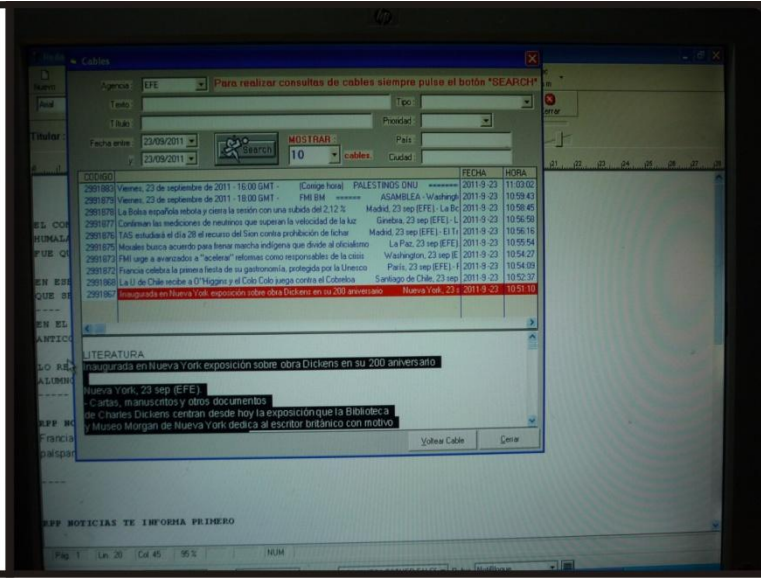 hp
Cables
Nuevo
Agencia : EFE Para realizar consultas de cables siempre pulse el botón "SEARCH"
Arial
Texto :
Tipo :
Titulo :
Prioridad :
Titular :
Fecha entre : 23/09/2011
Search
MOSTRAR :
10 cables
País :
y 23/09/2011
Ciudad :
CODIGO FECHA HORA
2991883 Viernes, 23 de septiembre de 2011 - 16:00 GMT - (Corrige hora) PALESTINOS ONU ====== 2011-9-23 11:03:02
2991879 Viernes, 23 de septiembre de 2011 - 18:00 GMT - FMI BM ====== ASAMBLEA - Washingt 2011-9-23 10:59:43
2991878 La Bolsa española rebota y cierra la sesión con una subida del 2,12 % Madrid, 23 sep (EFE).- La Bo 2011-9-23 10:58:45
2991877 Confirman las mediciones de neutrinos que superan la velocidad de la luz Ginebra, 23 sep (EFE).- L 2011-9-23 10:56:50
2991876 TAS estudiará el día 28 el recurso del Sion contra prohibición de fichar Madrid, 23 sep (EFE).- El Tr 2011-9-23 10:56:16
2991875 Morales busca acuerdo para frenar marcha indígena que divide al oficialismo La Paz, 23 sep (EFE). 2011-9-23 10:55:54
2991873 FMI urge a avanzados a "acelerar" reformas como responsables de la crisis Washington, 23 sep (E 2011-9-23 10:54:27
2991872 Francia celebra la primera fiesta de su gastronomía, protegida por la Unesco París, 23 sep (EFE).- F 2011-9-23 10:54:09
2991868 La U de Chile recibe a O'Higgins y el Colo Colo juega contra el Cobreloa Santiago de Chile, 23 sep 2011-9-23 10:52:37
2991867 Inaugurada en Nueva York exposición sobre obra Dickens en su 200 aniversario Nueva York, 23 s 2011-9-23 10:51:10
LITERATURA
Inaugurada en Nueva York exposición sobre obra Dickens en su 200 aniversario
Nueva York, 23 sep (EFE)
- Cartas, manuscritos y otros documentos
de Charles Dickens centran desde hoy la exposición que la Biblioteca
y Museo Morgan de Nueva York dedica al escritor británico con motivo
Voltear Cable Cerrar
EL CO
HUMALA
FUE Q
EN ES
QUE SE
EN EL
ANTICO
LO RE
ALUMN
RPP NO
Francia
paíspar
RPP NOTICIAS TE INFORMA PRIMERO
Pág. 1 Lin. 20 Col. 45 95 % NUM